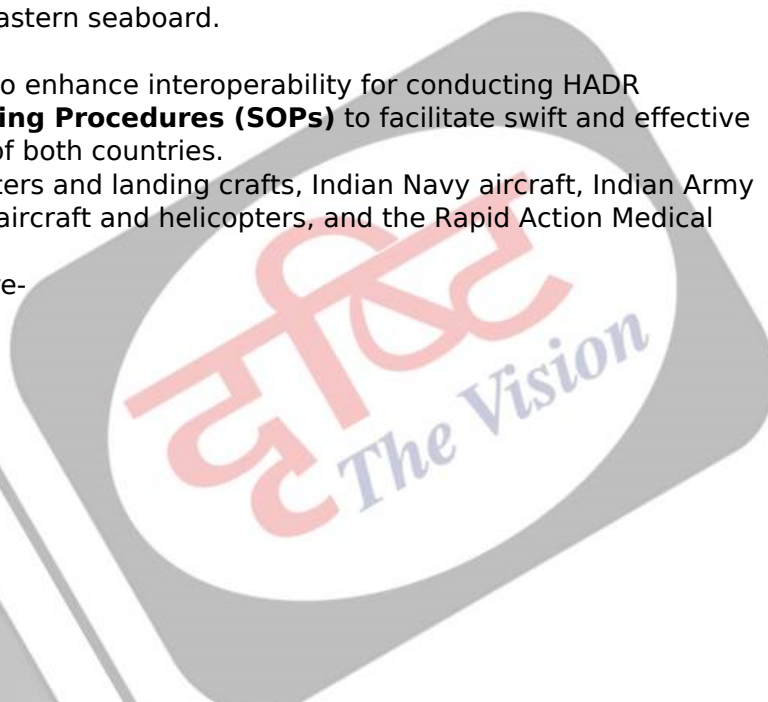 astern seaboard.
o enhance interoperability for conducting HADR
ing Procedures (SOPs) to facilitate swift and effective
of both countries.
ters and landing crafts, Indian Navy aircraft, Indian Army
aircraft and helicopters, and the Rapid Action Medical
e-
दृष्टि
The Vision